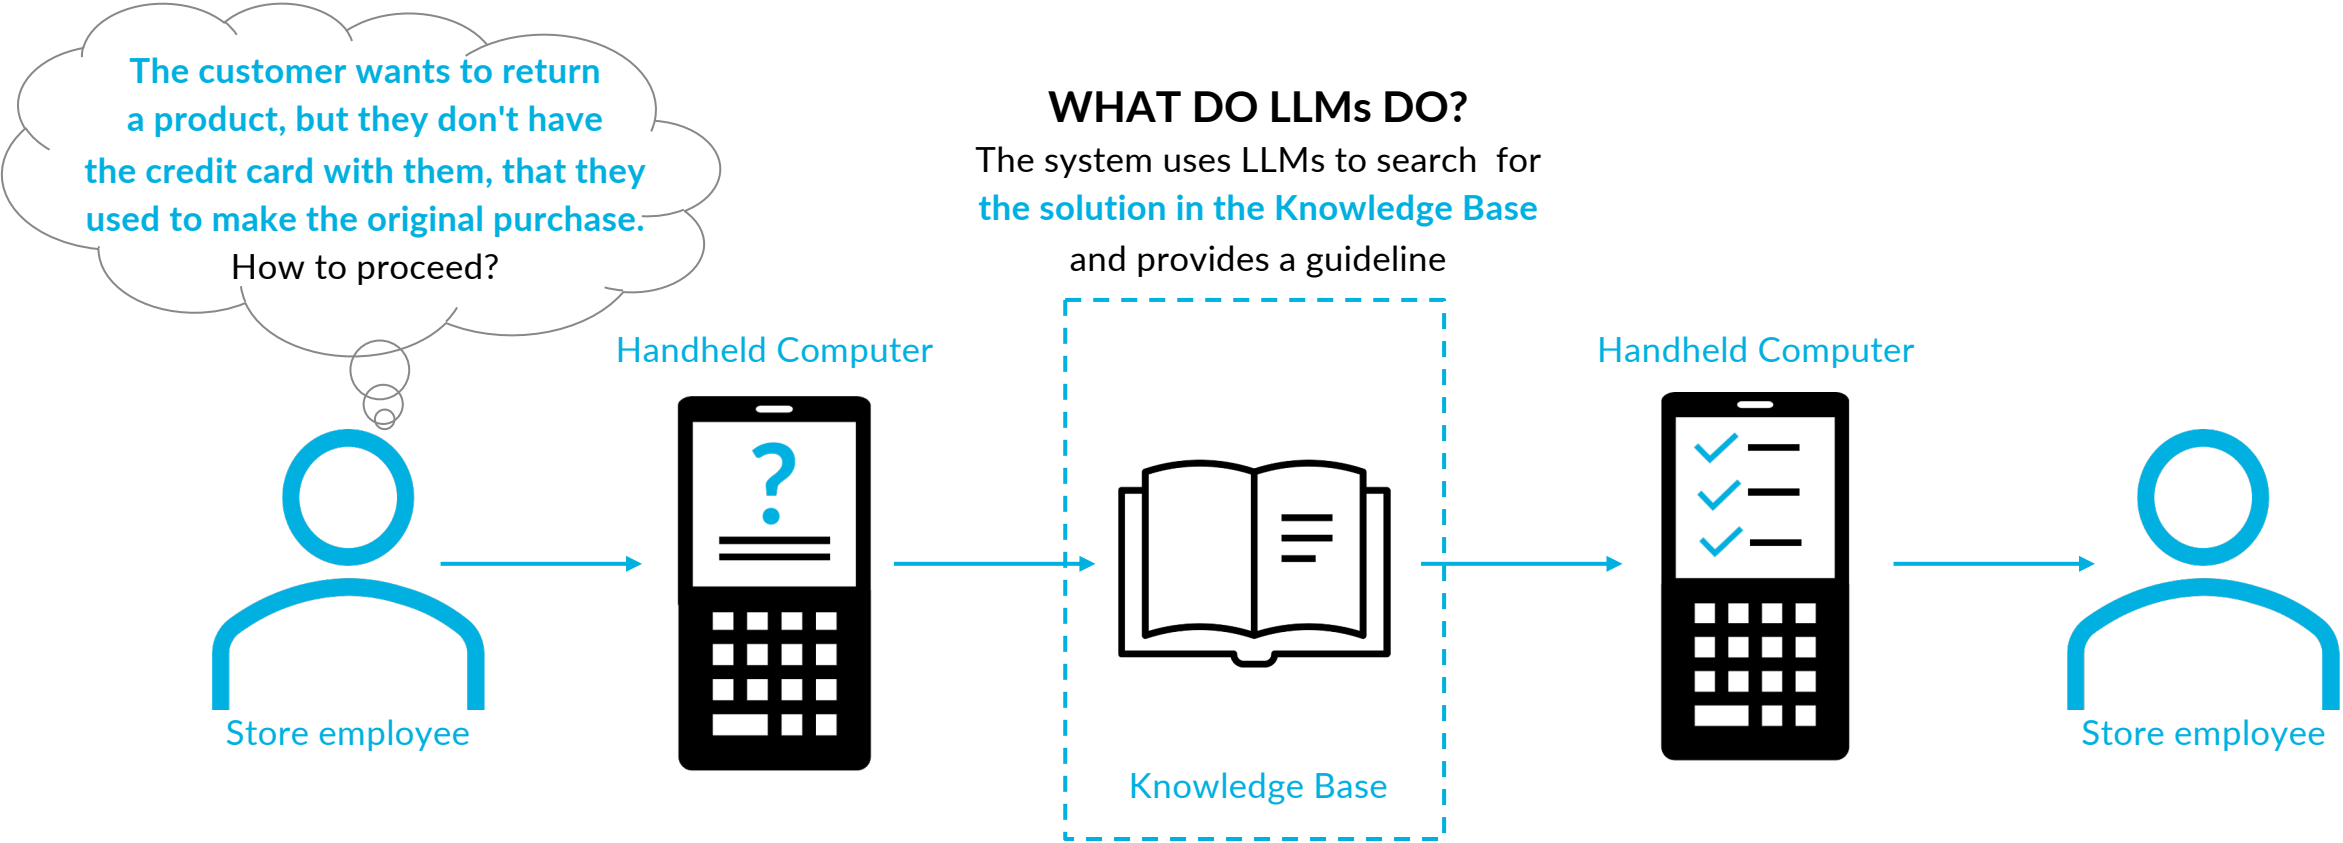 The customer wants to return
a product, but they don't have
the credit card with them, that they
used to make the original purchase.
How to proceed?
WHAT DO LLMs DO?
The system uses LLMs to search  for
the solution in the Knowledge Base
and provides a guideline
Handheld Computer
Handheld Computer
?
Store employee
Store employee
Knowledge Base